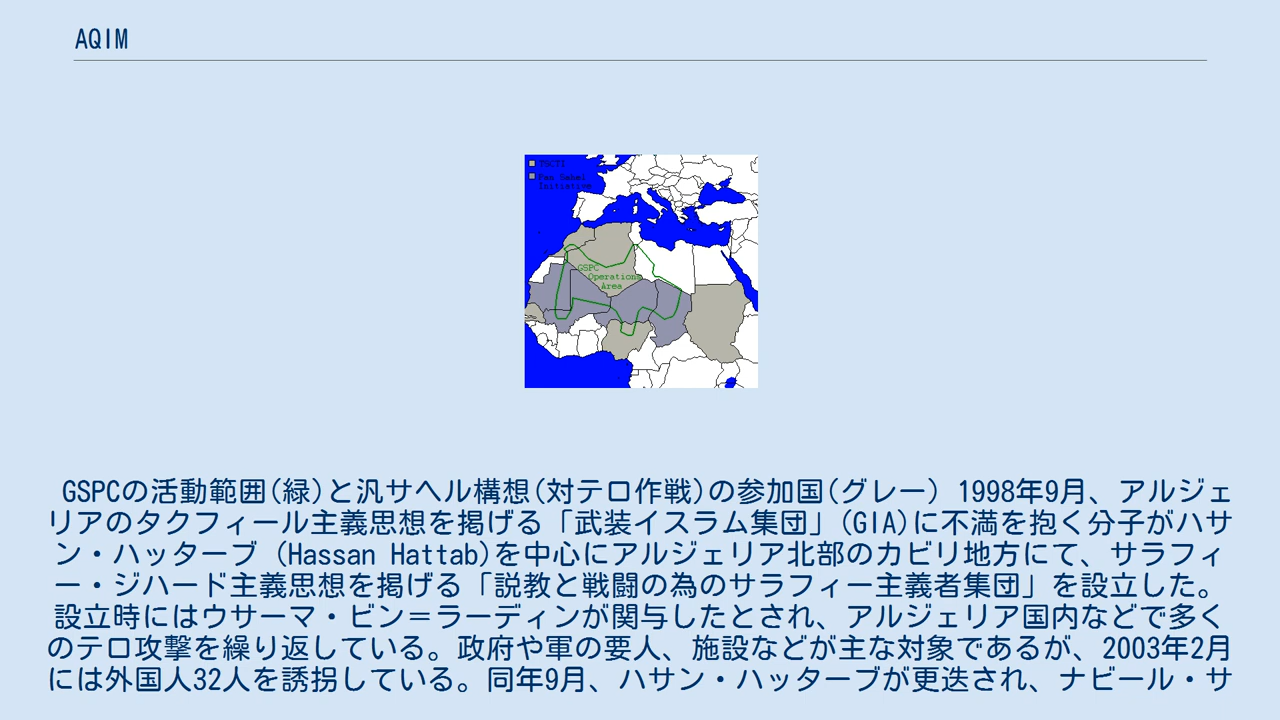 AQIM
TSCTI
Pan Sahel
Initiative
GSPC
Operations
Area
GSPCの活動範囲(緑)と汎サヘル構想(対テロ作戦)の参加国(グレー) 1998年9月、アルジェ
リアのタクフィール主義思想を掲げる「武装イスラム集団」(GIA)に不満を抱く分子がハサ
ン・ハッターブ (Hassan Hattab)を中心にアルジェリア北部のカビリ地方にて、サラフィ
ー・ジハード主義思想を掲げる「説教と戦闘の為のサラフィー主義者集団」を設立した。
設立時にはウサーマ・ビン＝ラーディンが関与したとされ、アルジェリア国内などで多く
のテロ攻撃を繰り返している。政府や軍の要人、施設などが主な対象であるが、2003年2月
には外国人32人を誘拐している。同年9月、ハサン・ハッターブが更迭され、ナビール・サ